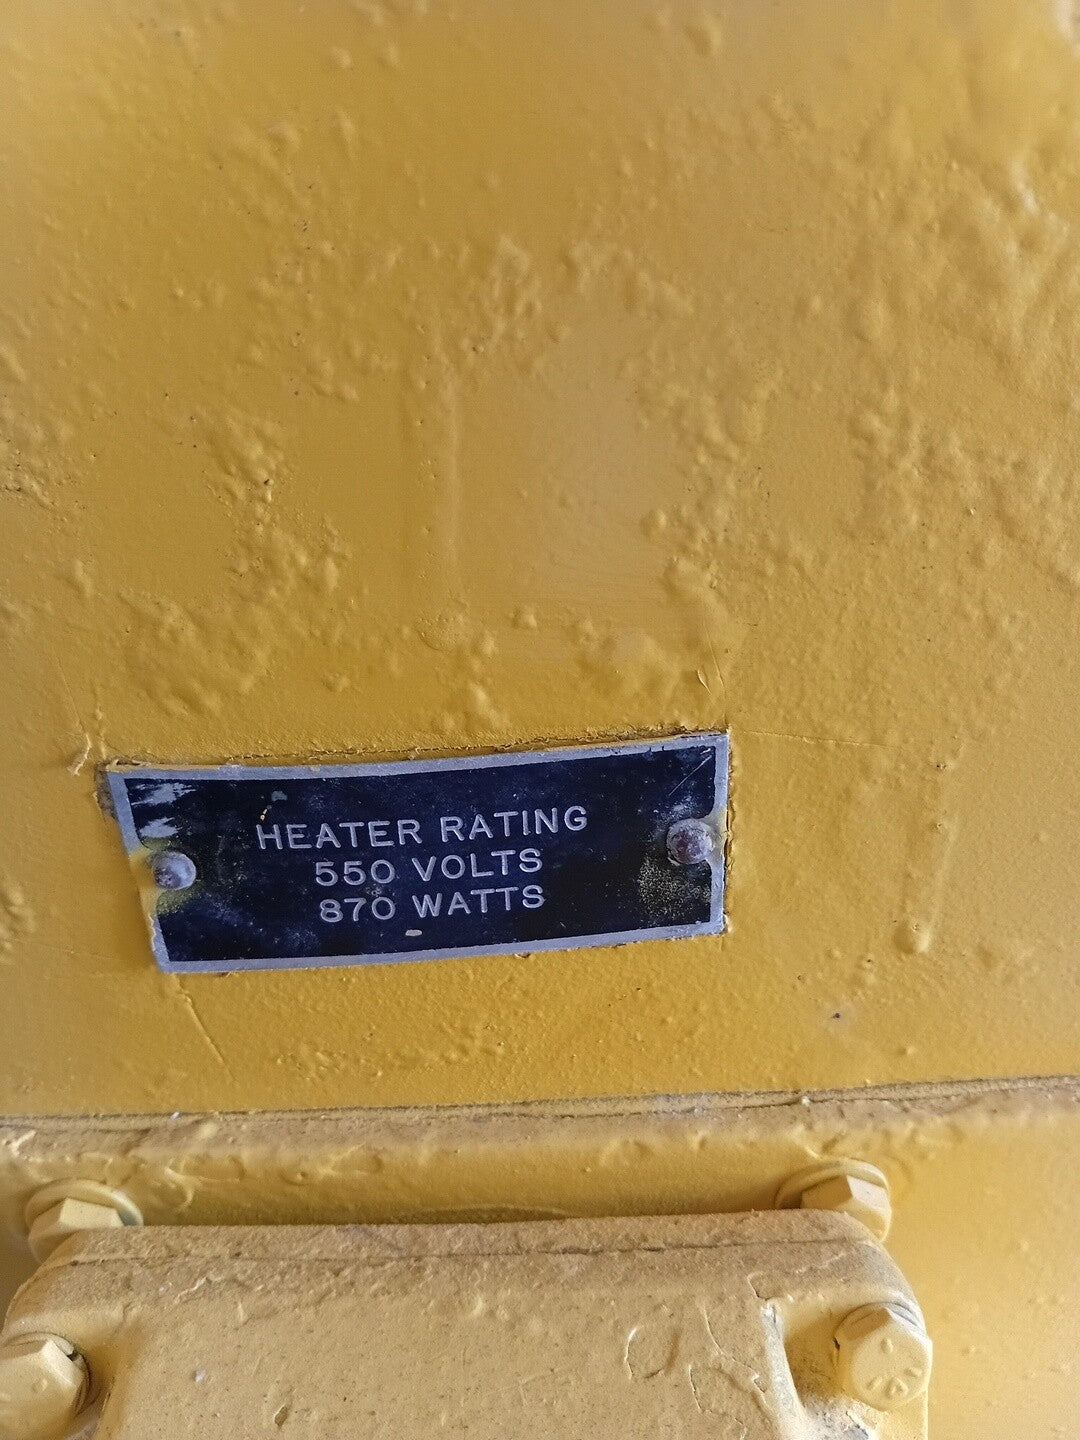 HEATER RATING
550 VOLTS
870 WATTS